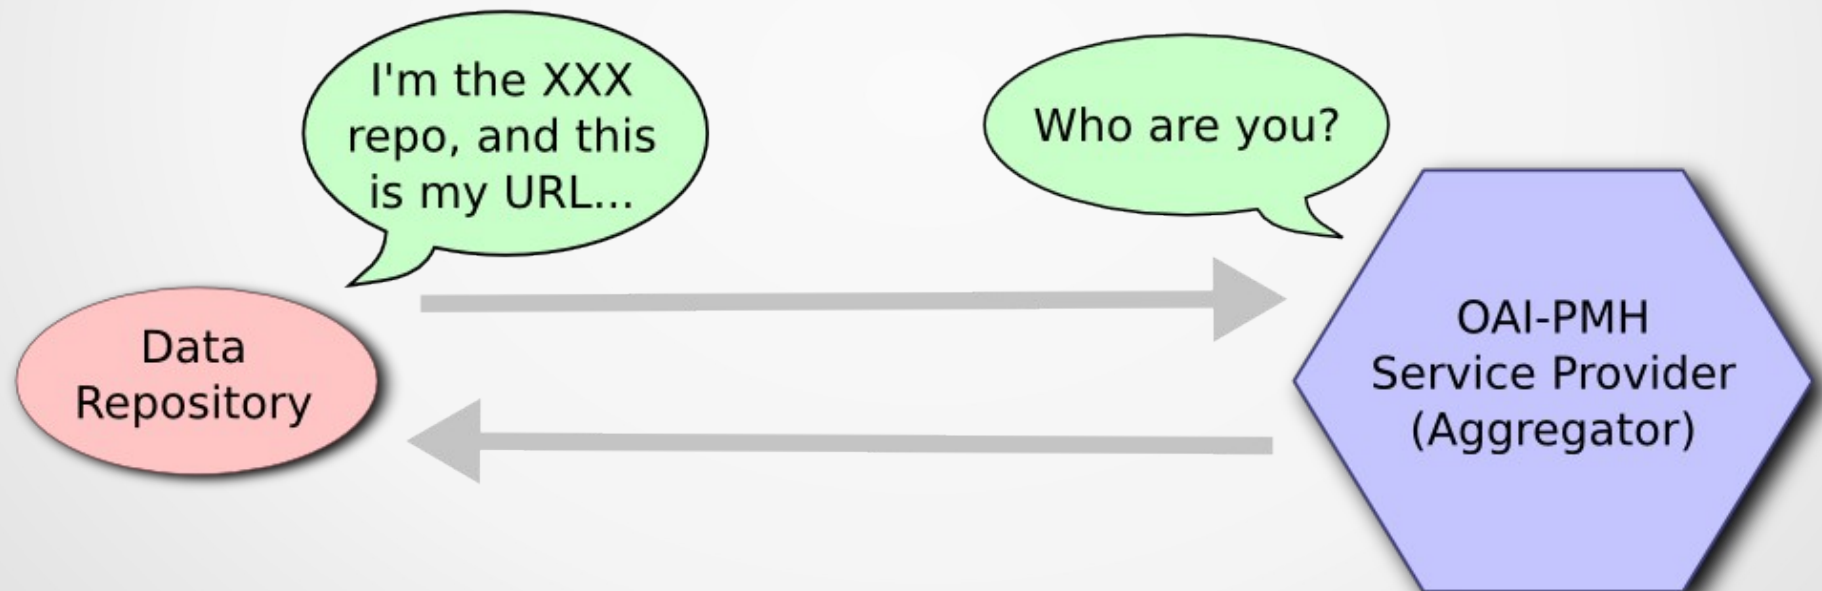 I'm the XXX
repo, and this
is my URL...
Who are you?
Data
Repository
OAI-PMH
Service Provider
(Aggregator)